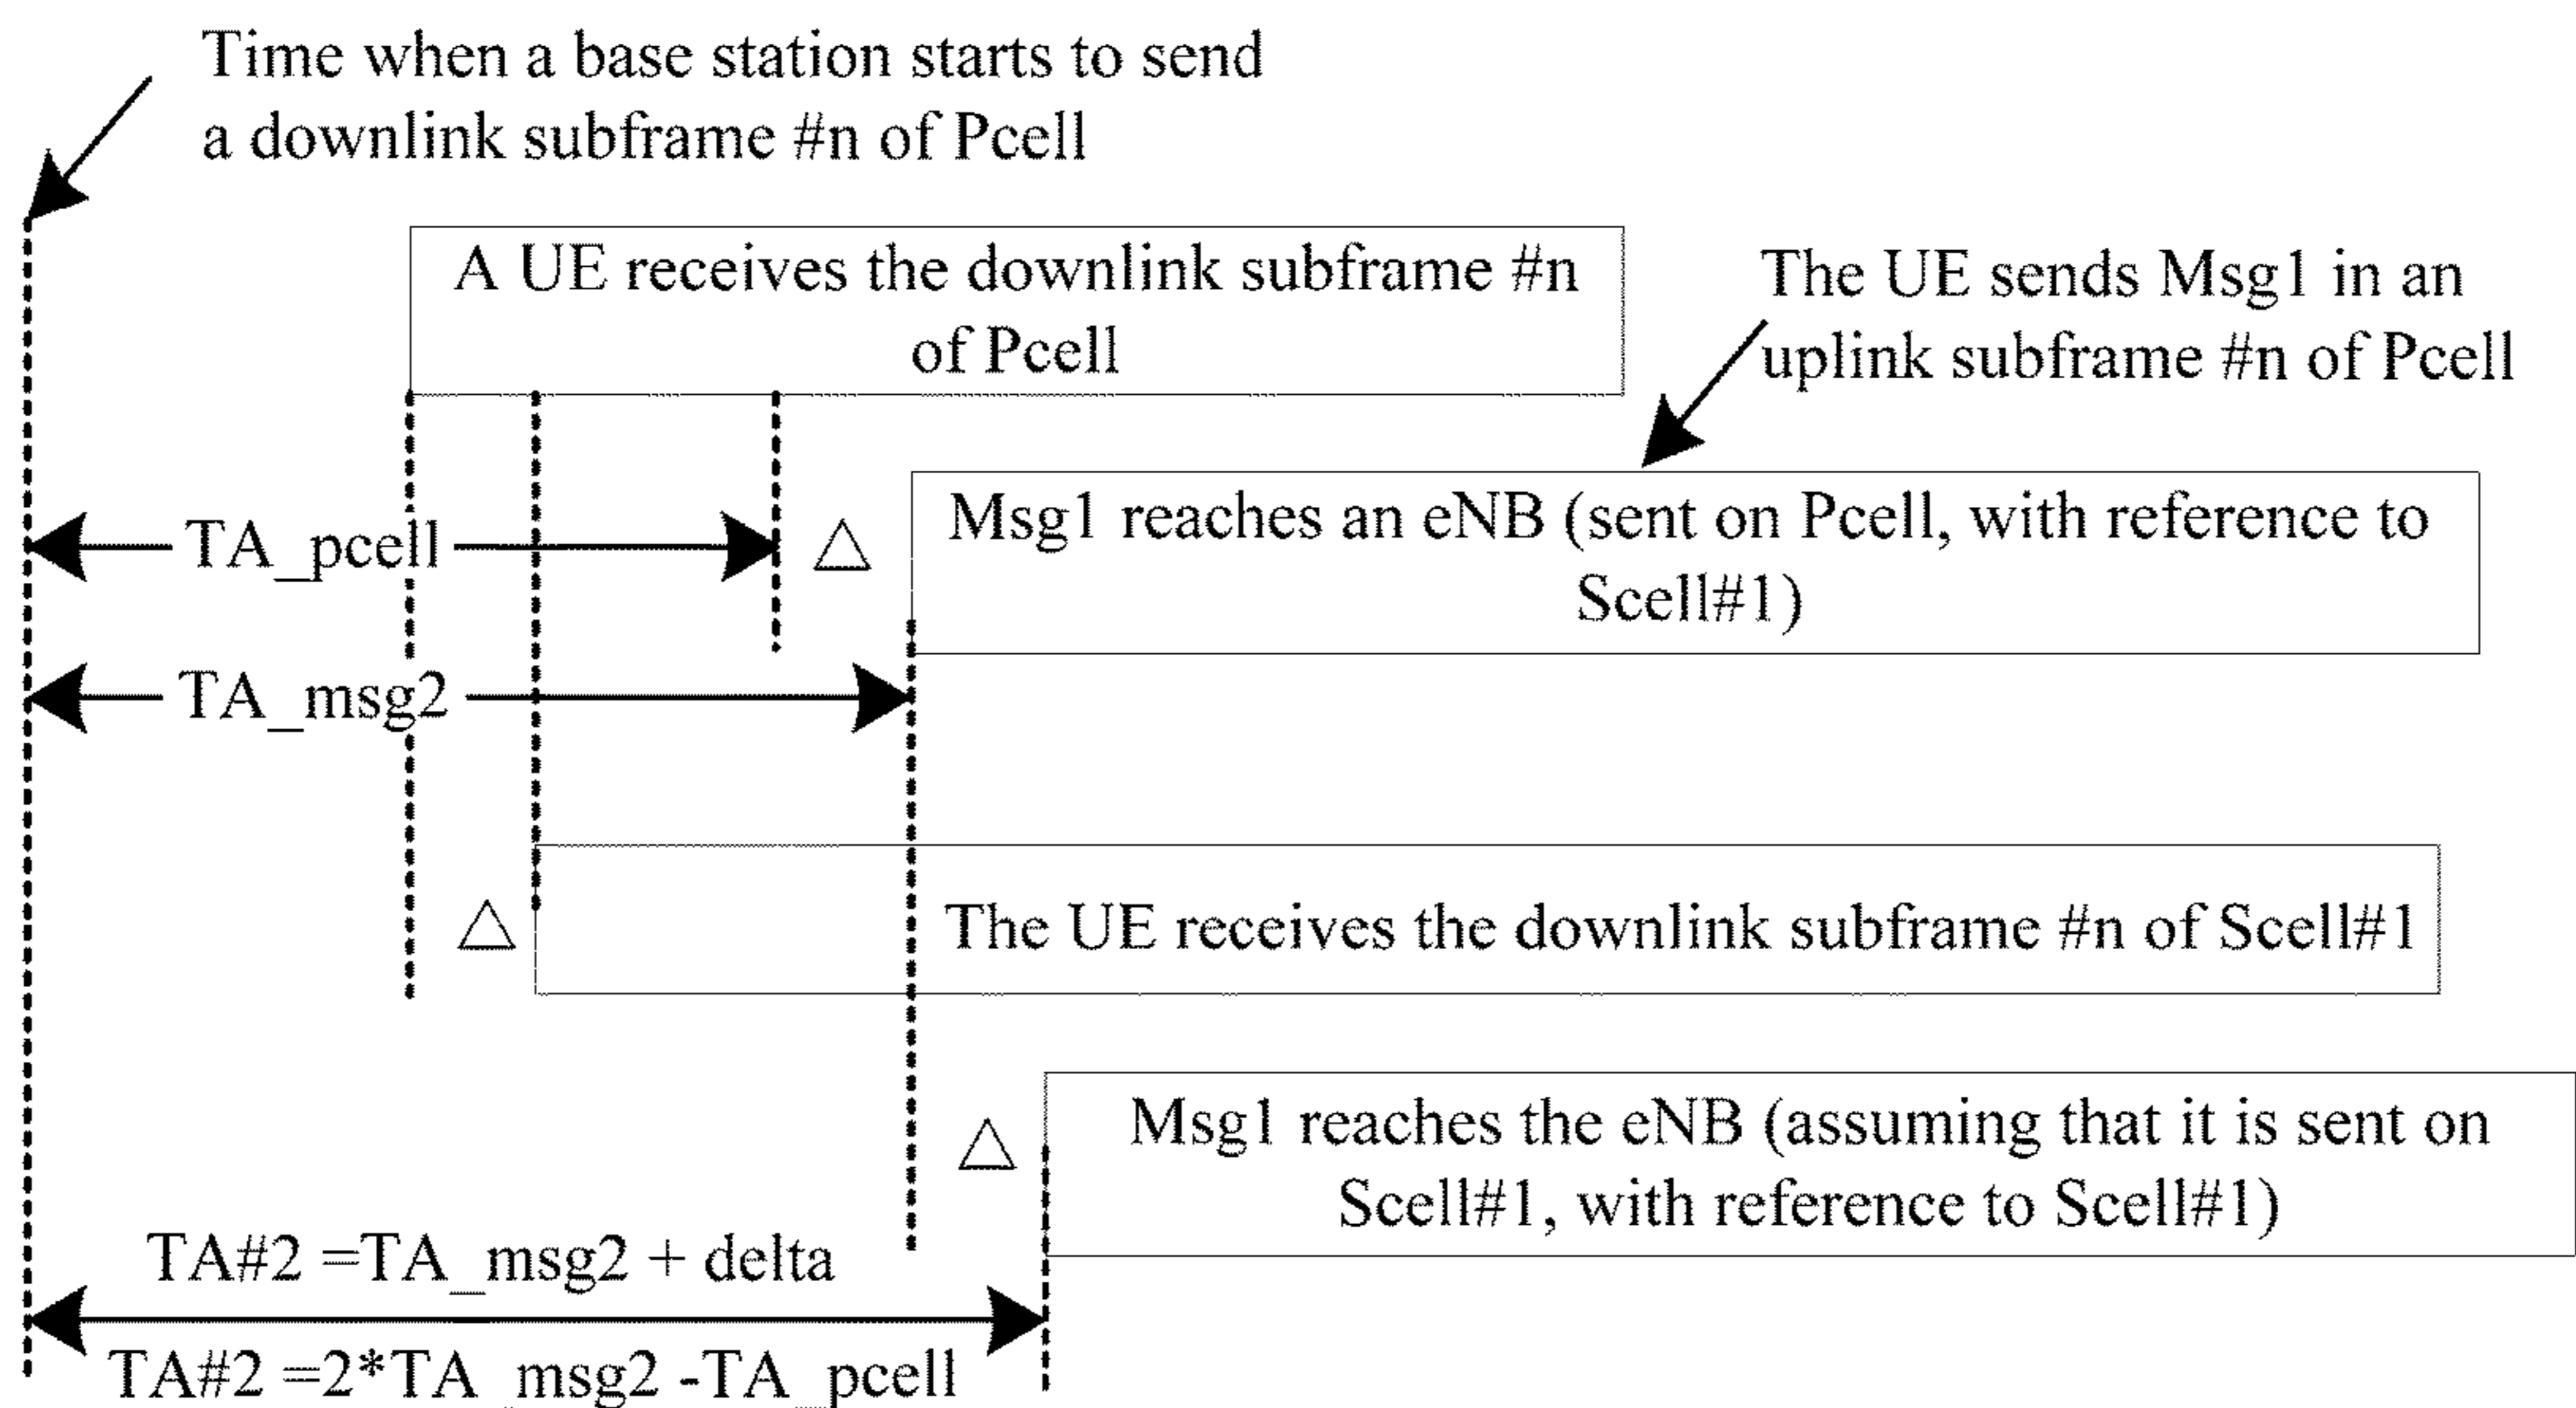 Time when a base station starts to send
a downlink subframe #n of Pcell
A UE receives the downlink subframe #n
of Pcell
The UE sends Msg1 in an
uplink subframe #n of Pcell
TA_pcell
△
Msg1 reaches an eNB (sent on Pcell, with reference to
Scell#1)
TA_msg2
△
The UE receives the downlink subframe #n of Scell#1
△
Msg1 reaches the eNB (assuming that it is sent on
Scell#1, with reference to Scell#1)
TA#2 =TA_msg2 + delta
TA#2 =2*TA_msg2 -TA_pcell